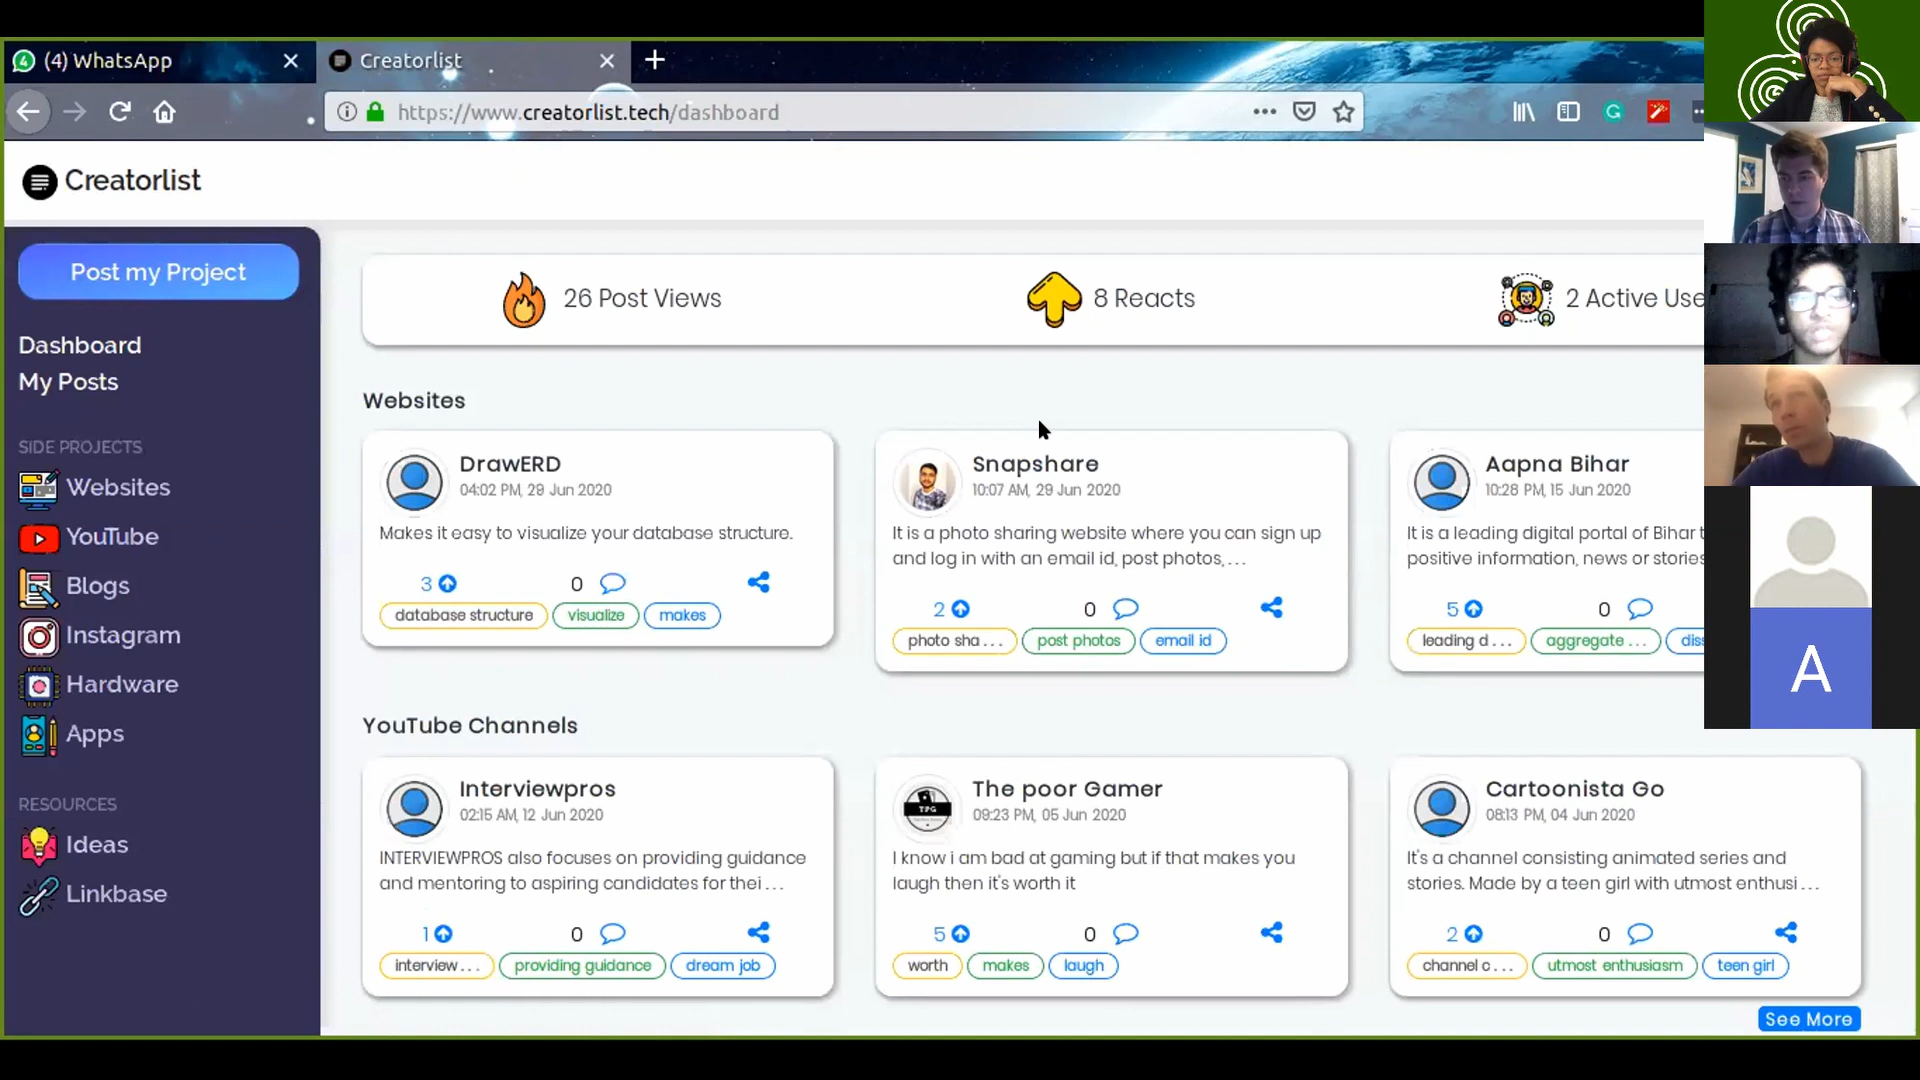 (4) WhatsApp
Creatorlist
https://www.creatorlist.tech/dashboard
Creatorlist
Post my Project
Dashboard
My Posts
SIDE PROJECTS
Websites
YouTube
Blogs
Instagram
Hardware
Apps
RESOURCES
Ideas
Linkbase
26 Post Views
8 Reacts
2 Active Use
Websites
DrawERD
04:02 PM, 29 Jun 2020
Makes it easy to visualize your database structure.
3
0
database structure
visualize
makes
Snapshare
10:07 AM, 29 Jun 2020
It is a photo sharing website where you can sign up
and log in with an email id, post photos, ...
2
0
photo sha ...
post photos
email id
Aapna Bihar
10:28 PM, 15 Jun 2020
It is a leading digital portal of Bihar t
positive information, news or stories
5
0
leading d ...
aggregate ...
diss
YouTube Channels
Interviewpros
02:15 AM, 12 Jun 2020
INTERVIEWPROS also focuses on providing guidance
and mentoring to aspiring candidates for thei ...
1
0
interview ...
providing guidance
dream job
The poor Gamer
09:23 PM, 05 Jun 2020
I know i am bad at gaming but if that makes you
laugh then it's worth it
5
0
worth
makes
laugh
TPG
Cartoonista Go
08:13 PM, 04 Jun 2020
It's a channel consisting animated series and
stories. Made by a teen girl with utmost enthusi ...
2
0
channel c ...
utmost enthusiasm
teen girl
See More
A